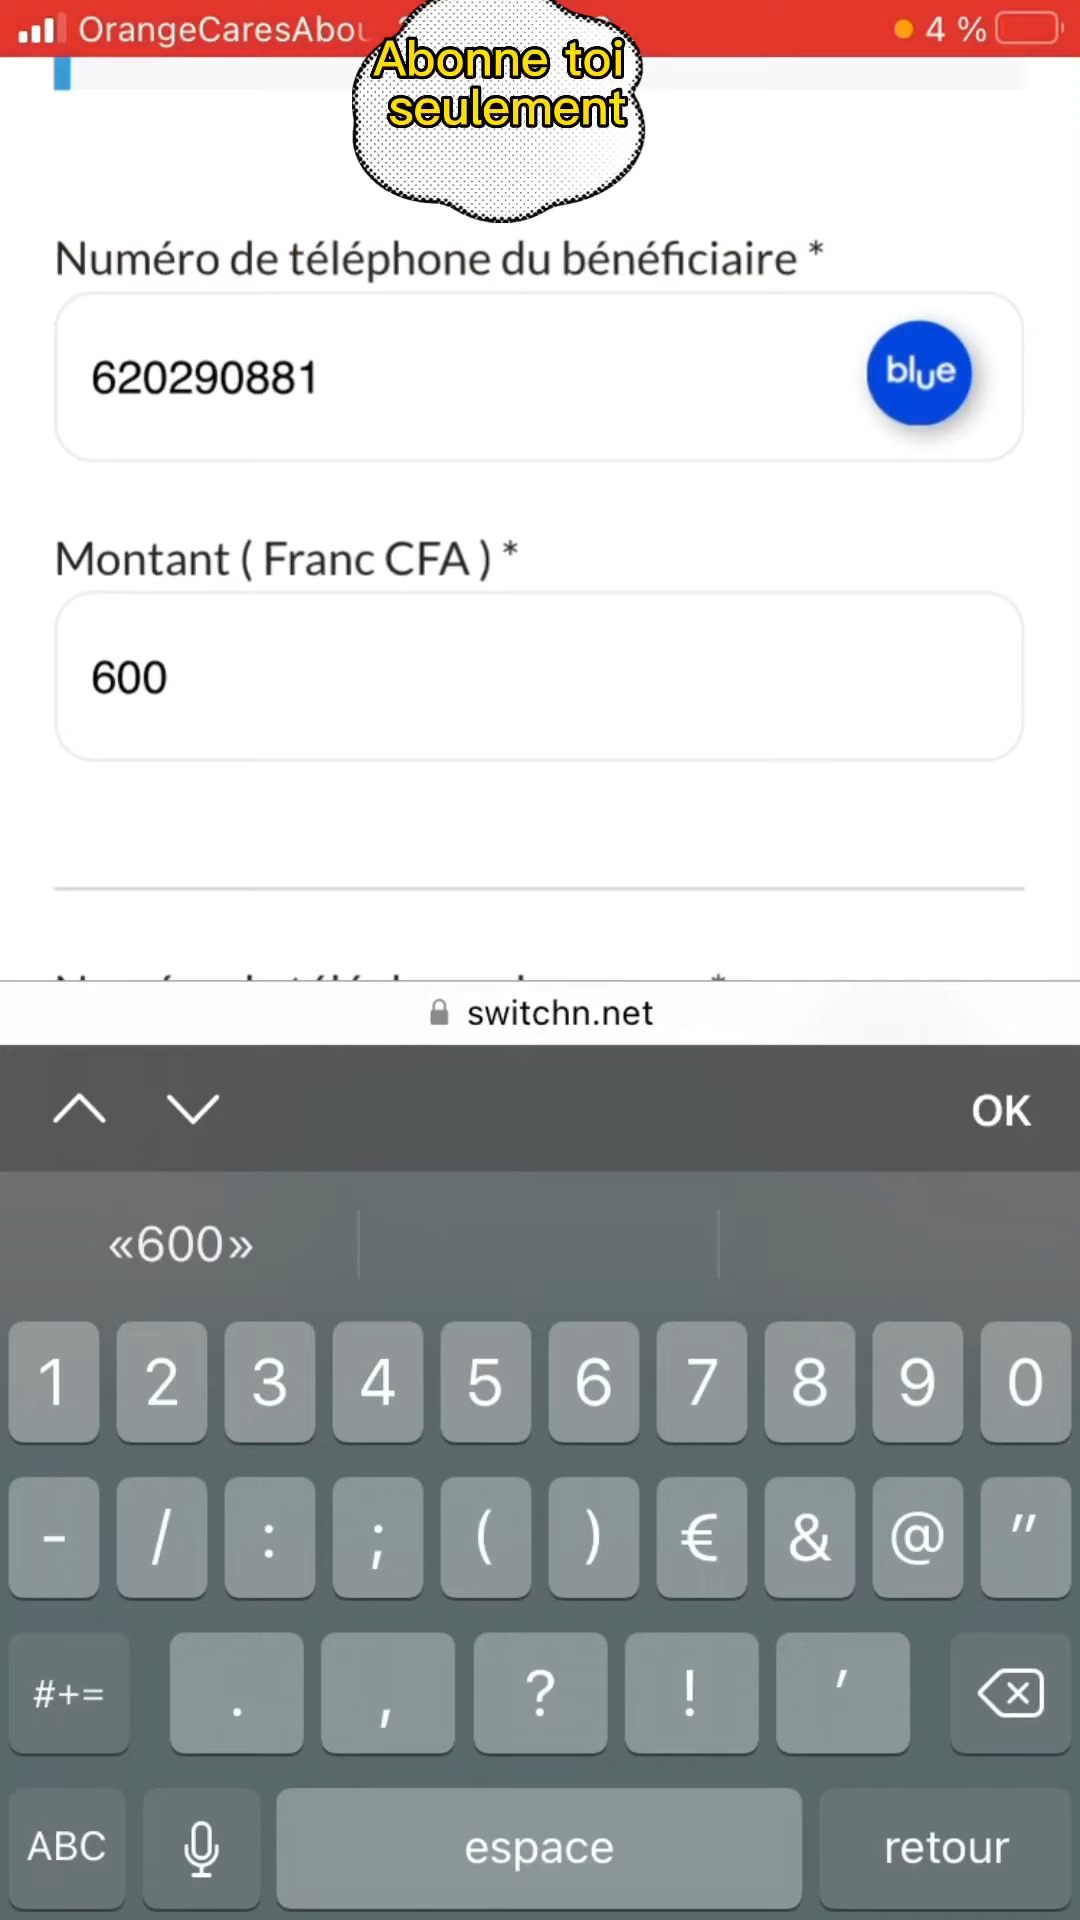 OrangeCaresAbou
4 %
Abonne toi
seulement
Numéro de téléphone du bénéficiaire *
620290881
blue
Montant ( Franc CFA ) *
600
switchn.net
OK
«600»
1 2 3 4 5 6 7 8 9 0
- / : ; ( ) € & @ "
#+= . , ? ! '
ABC espace retour